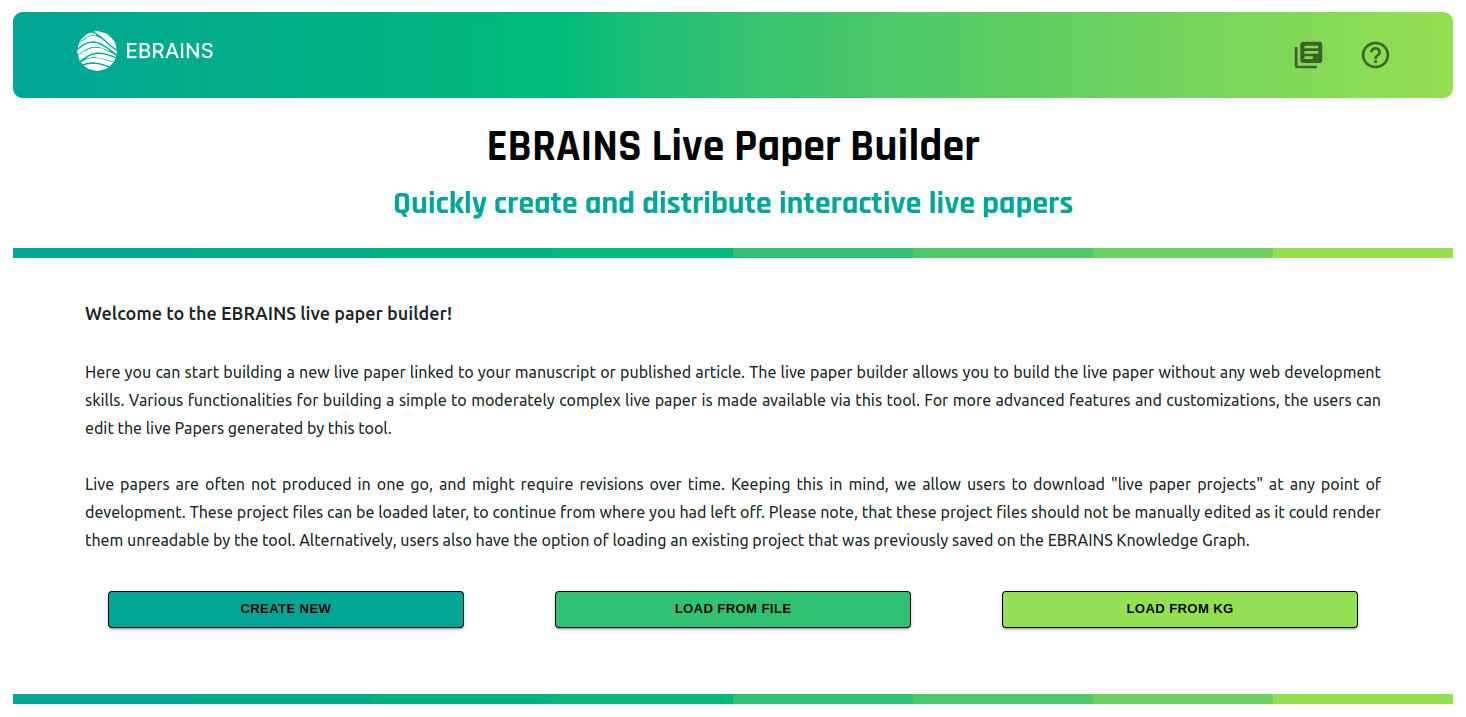 EBRAINS
EBRAINS Live Paper Builder
Quickly create and distribute interactive live papers
Welcome to the EBRAINS live paper builder!
Here you can start building a new live paper linked to your manuscript or published article. The live paper builder allows you to build the live paper without any web development
skills. Various functionalities for building a simple to moderately complex live paper is made available via this tool. For more advanced features and customizations, the users can
edit the live Papers generated by this tool.
Live papers are often not produced in one go, and might require revisions over time. Keeping this in mind, we allow users to download "live paper projects" at any point of
development. These project files can be loaded later, to continue from where you had left off. Please note, that these project files should not be manually edited as it could render
them unreadable by the tool. Alternatively, users also have the option of loading an existing project that was previously saved on the EBRAINS Knowledge Graph.
CREATE NEW
LOAD FROM FILE
LOAD FROM KG